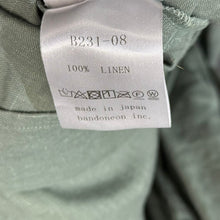 B231-08
100% LINEN
made in japan
bandoneon inc.